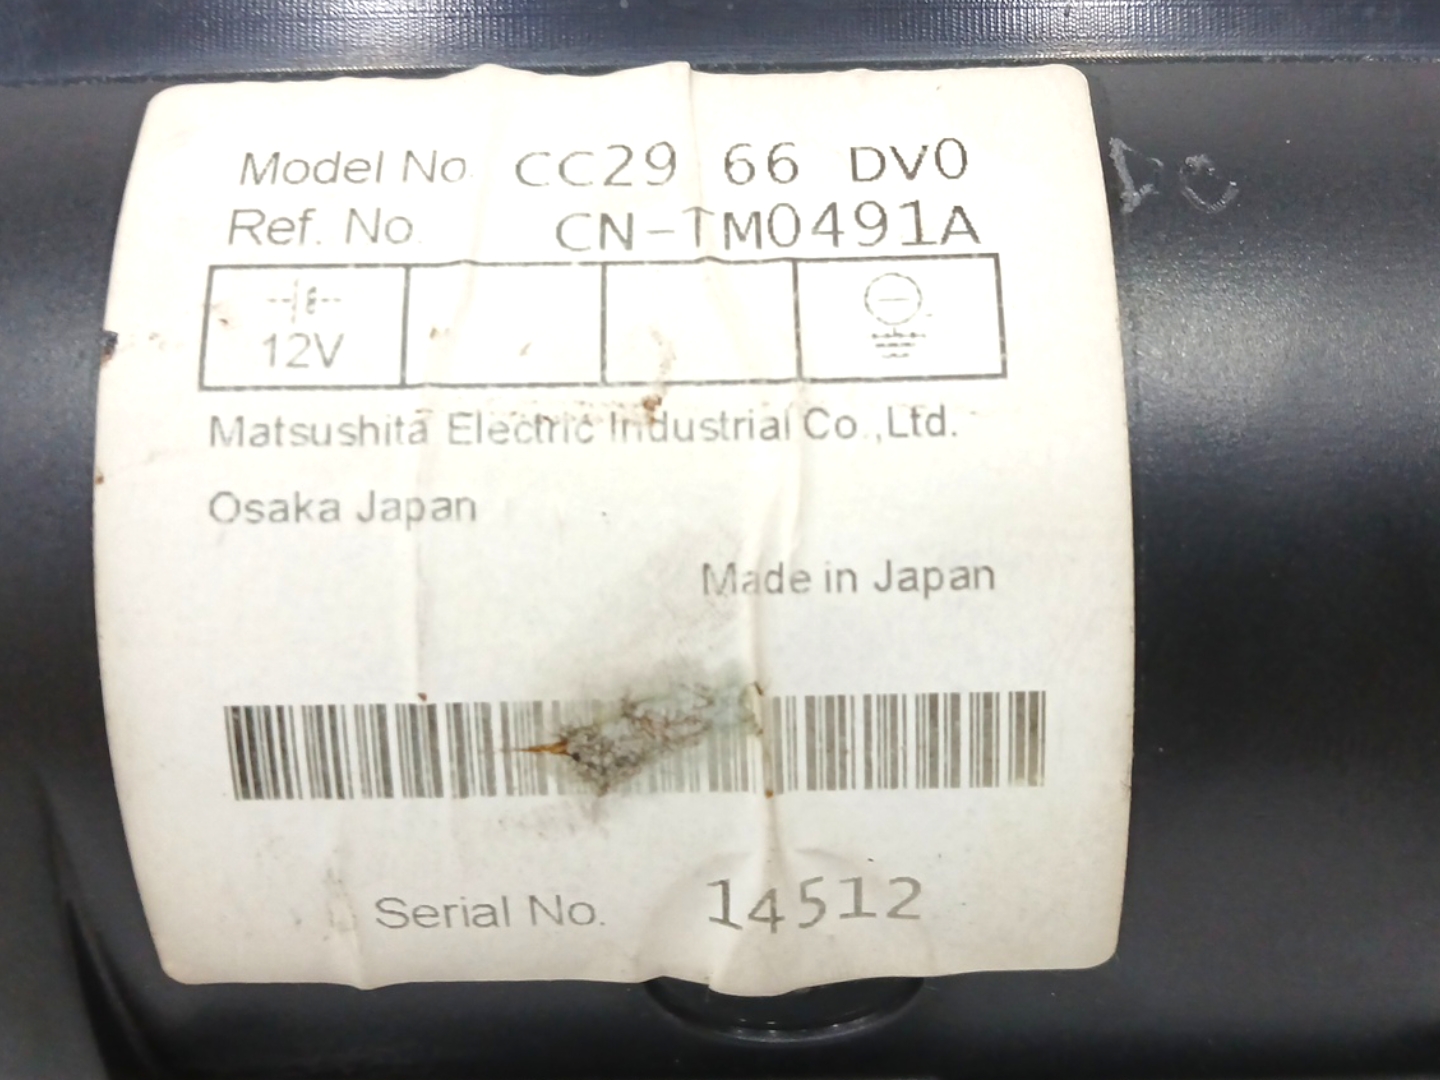 Model No. CC29 66 DV0
Ref. No. CN-TM0491A
12V
Matsushita Electric Industrial Co.,Ltd.
Osaka Japan
Made in Japan
Serial No. 14512